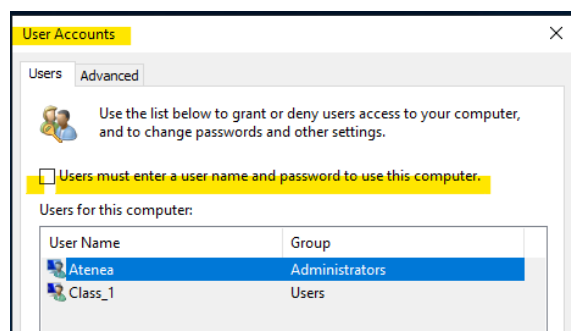 User Accounts
Users Advanced
Use the list below to grant or deny users access to your computer,
and to change passwords and other settings.
Users must enter a user name and password to use this computer.
Users for this computer:
User Name Group
Atenea Administrators
Class_1 Users